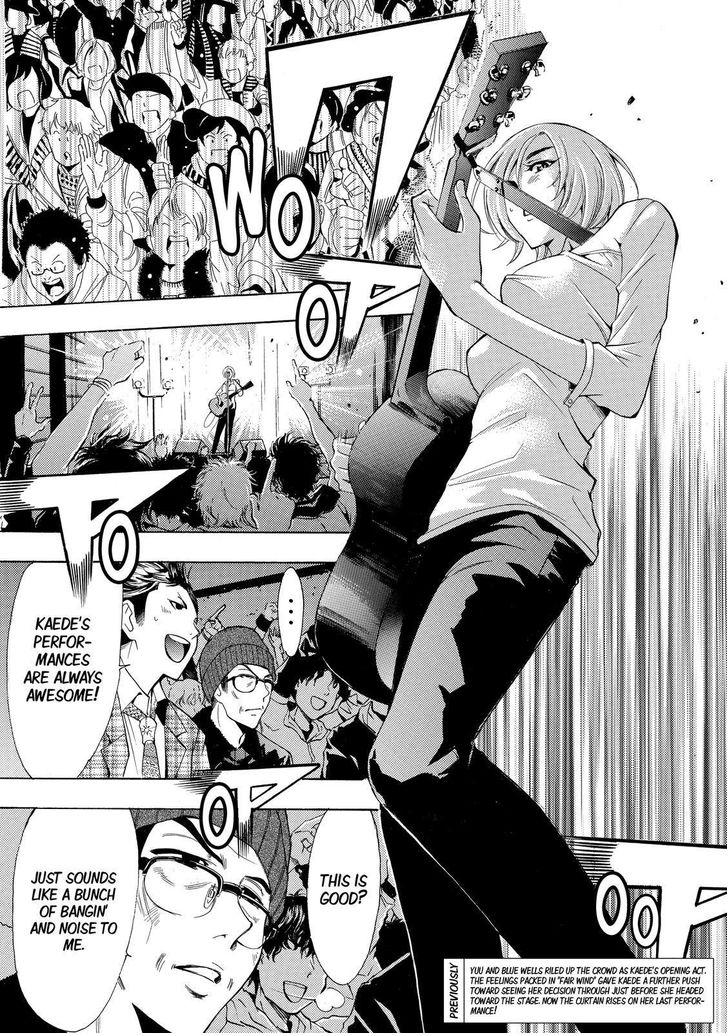 WO
OP
KAEDE'S
PERFOR-
MANCES
ARE ALWAYS
AWESOME!
...
THIS IS
GOOD?
JUST SOUNDS
LIKE A BUNCH
OF BANGIN'
AND NOISE TO
ME.
PREVIOUSLY
YUU AND BLUE WELLS RILED UP THE CROWD AS KAEDE'S OPENING ACT.
THE FEELINGS PACKED IN "FAIR WIND" GAVE KAEDE A FURTHER PUSH
TOWARD SEEING HER DECISION THROUGH JUST BEFORE SHE HEADED
TOWARD THE STAGE. NOW THE CURTAIN RISES ON HER LAST PERFOR-
MANCE!